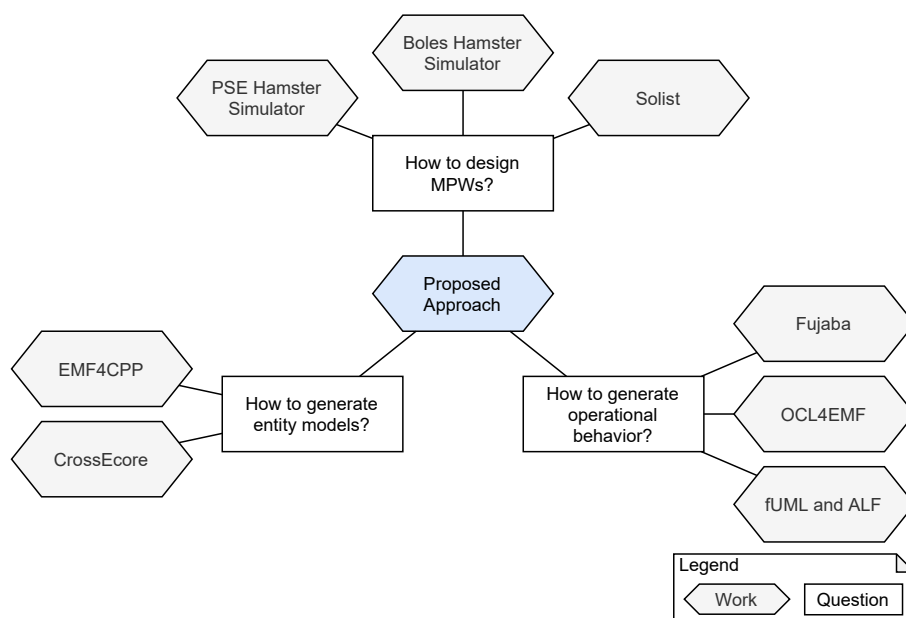 Boles Hamster
Simulator
PSE Hamster
Simulator
Solist
How to design
MPWs?
Proposed
Approach
Fujaba
EMF4CPP
How to generate
entity models?
How to generate
operational
behavior?
OCL4EMF
CrossEcore
fUML and ALF
Legend
Work
Question